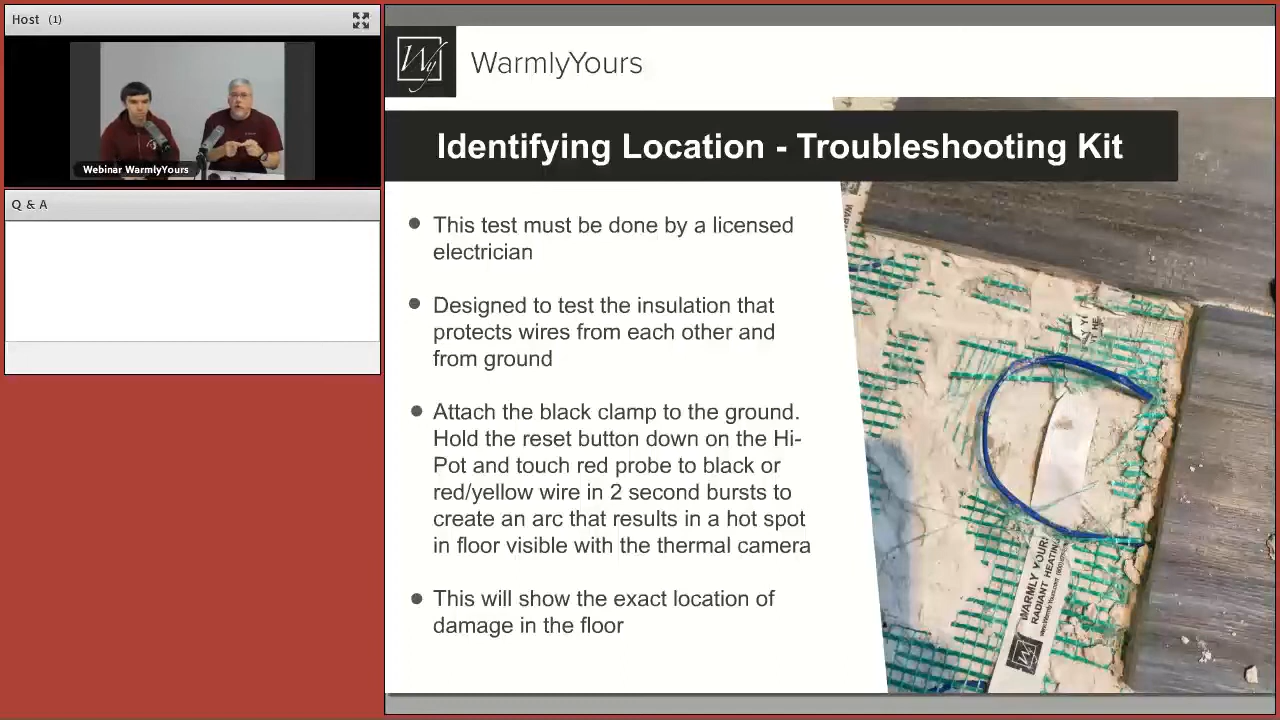 Host (1)
Webinar WarmlyYours
Q & A
Wy
WarmlyYours
Identifying Location - Troubleshooting Kit
This test must be done by a licensed
electrician
Designed to test the insulation that
protects wires from each other and
from ground
Attach the black clamp to the ground.
Hold the reset button down on the Hi-
Pot and touch red probe to black or
red/yellow wire in 2 second bursts to
create an arc that results in a hot spot
in floor visible with the thermal camera
This will show the exact location of
damage in the floor
WARMLY YOURS
RADIANT HEATING